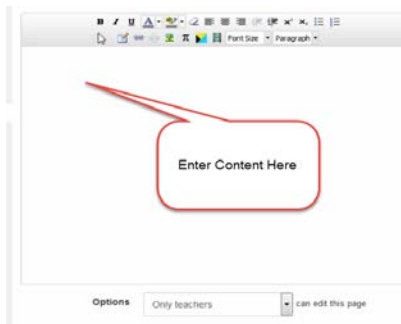 B I U A
Font Size Paragraph
Enter Content Here
Options Only teachers can edit this page